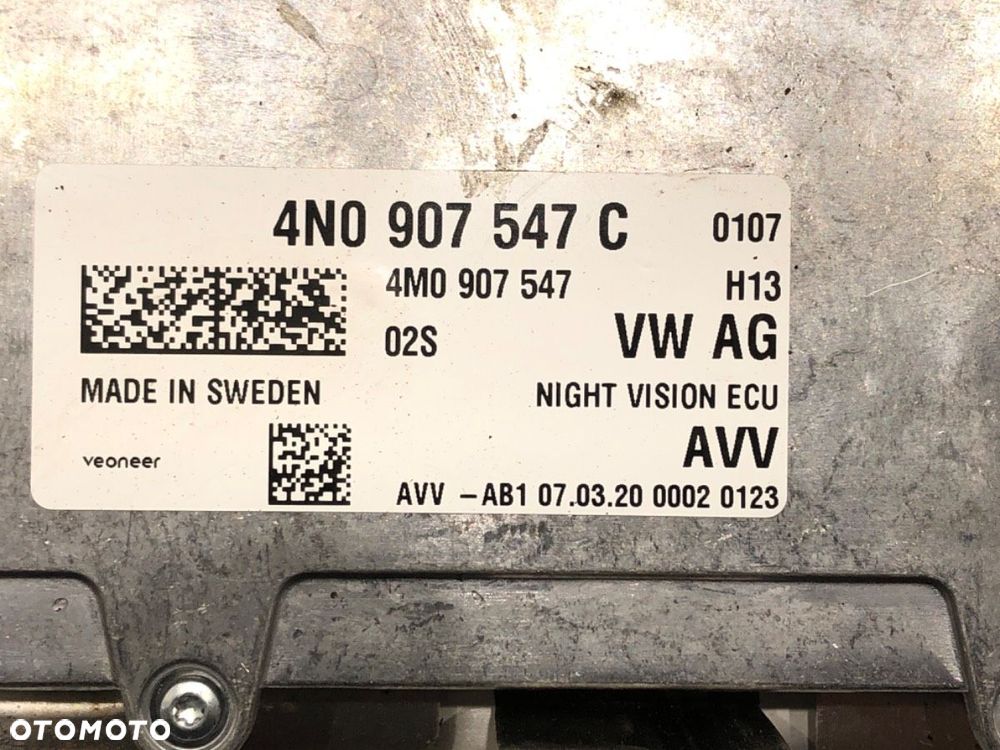 4N0 907 547 C 0107
4M0 907 547 H13
02S VW AG
MADE IN SWEDEN NIGHT VISION ECU
veoneer AVV
AVV –AB1 07.03.20 0002 0123
OTOMOTO
OTOMOTO